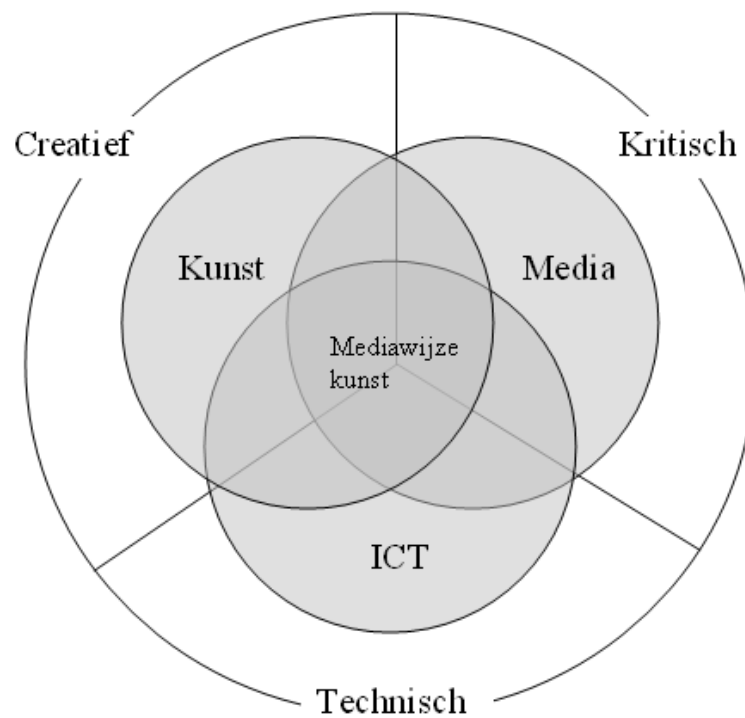 Creatief
Kritisch
Kunst
Media
Mediawijze
kunst
ICT
Technisch